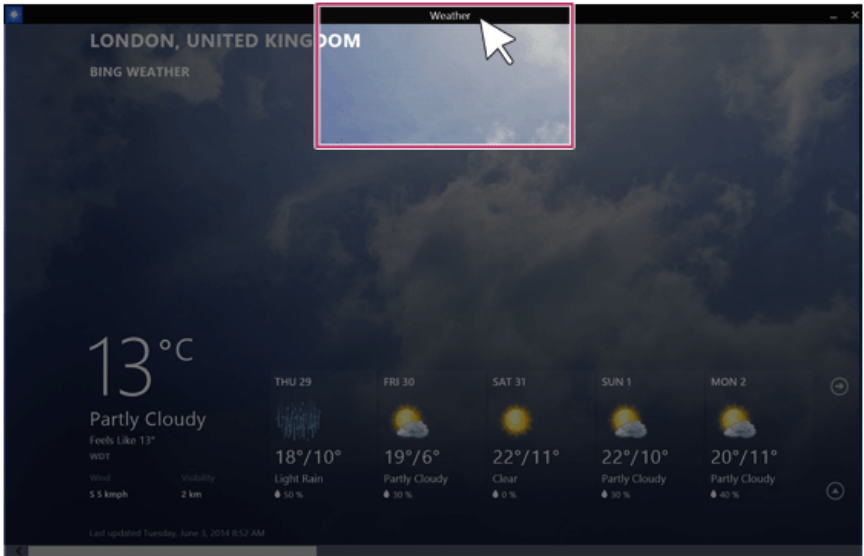 Weather
LONDON, UNITED KINGDOM
BING WEATHER
13°C
Partly Cloudy
Feels Like 13°
WDT
Wind Visibility
S 5 kmph 2 km
THU 29
18°/10°
Light Rain
50 %
FRI 30
19°/6°
Partly Cloudy
30 %
SAT 31
22°/11°
Clear
0 %
SUN 1
22°/10°
Partly Cloudy
30 %
MON 2
20°/11°
Partly Cloudy
40 %
Last updated Tuesday, June 3, 2014 8:52 AM